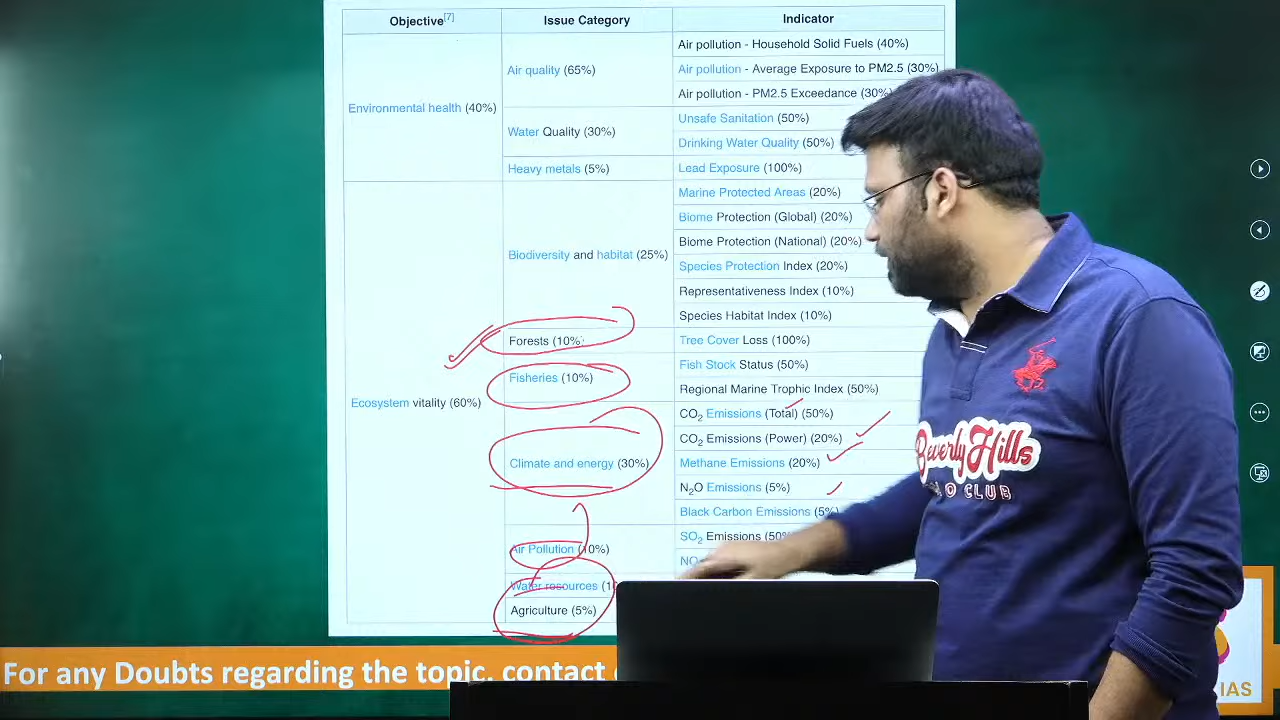 Objective[7] Issue Category Indicator
Environmental health (40%)
Air quality (65%)
Air pollution - Household Solid Fuels (40%)
Air pollution - Average Exposure to PM2.5 (30%)
Air pollution - PM2.5 Exceedance (30%)
Water Quality (30%)
Unsafe Sanitation (50%)
Drinking Water Quality (50%)
Heavy metals (5%)
Lead Exposure (100%)
Ecosystem vitality (60%)
Biodiversity and habitat (25%)
Marine Protected Areas (20%)
Biome Protection (Global) (20%)
Biome Protection (National) (20%)
Species Protection Index (20%)
Representativeness Index (10%)
Species Habitat Index (10%)
Forests (10%)
Tree Cover Loss (100%)
Fisheries (10%)
Fish Stock Status (50%)
Regional Marine Trophic Index (50%)
Climate and energy (30%)
CO2 Emissions (Total) (50%)
CO2 Emissions (Power) (20%)
Methane Emissions (20%)
N2O Emissions (5%)
Black Carbon Emissions (5%
Air Pollution (10%)
SO2 Emissions (50%
NO
Water resources (1
Agriculture (5%)
Beverly Hills
POLO CLUB
For any Doubts regarding the topic, contact
IAS